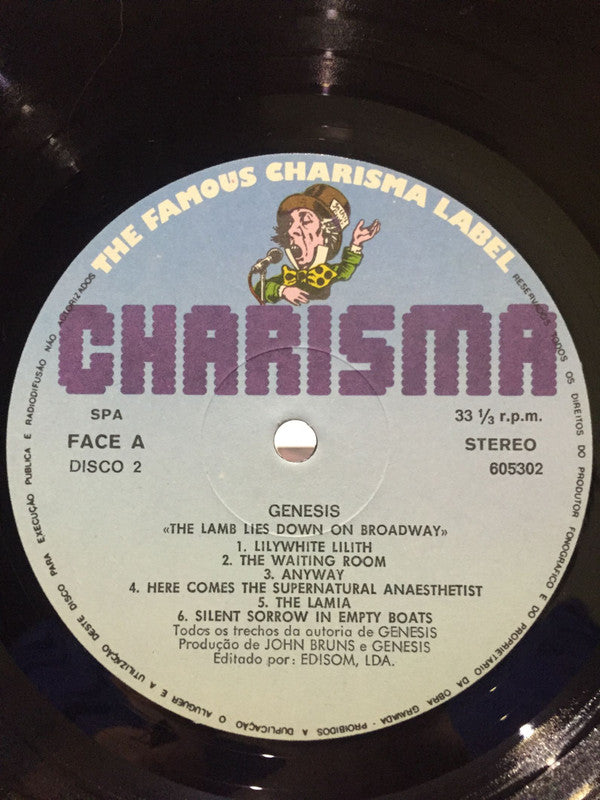 THE FAMOUS CHARISMA LABEL
CHARISMA
SPA
33 ⅓ r.p.m.
FACE A
STEREO
DISCO 2
605302
GENESIS
«THE LAMB LIES DOWN ON BROADWAY»
1. LILYWHITE LILITH
2. THE WAITING ROOM
3. ANYWAY
4. HERE COMES THE SUPERNATURAL ANAESTHETIST
5. THE LAMIA
6. SILENT SORROW IN EMPTY BOATS
Todos os trechos da autoria de GENESIS
Produção de JOHN BRUNS e GENESIS
Editado por: EDISOM, LDA.
RESERVADOS TODOS OS DIREITOS DO PRODUTOR FONOGRAFICO E DO PROPRIETARIO DA OBRA GRAVADA - PROIBIDOS A DUPLICAÇÃO O ALUGUER E A UTILIZAÇÃO DESTE DISCO PARA EXECUÇÃO PUBLICA E RADIODIFUSÃO NÃO AUTORIZADOS